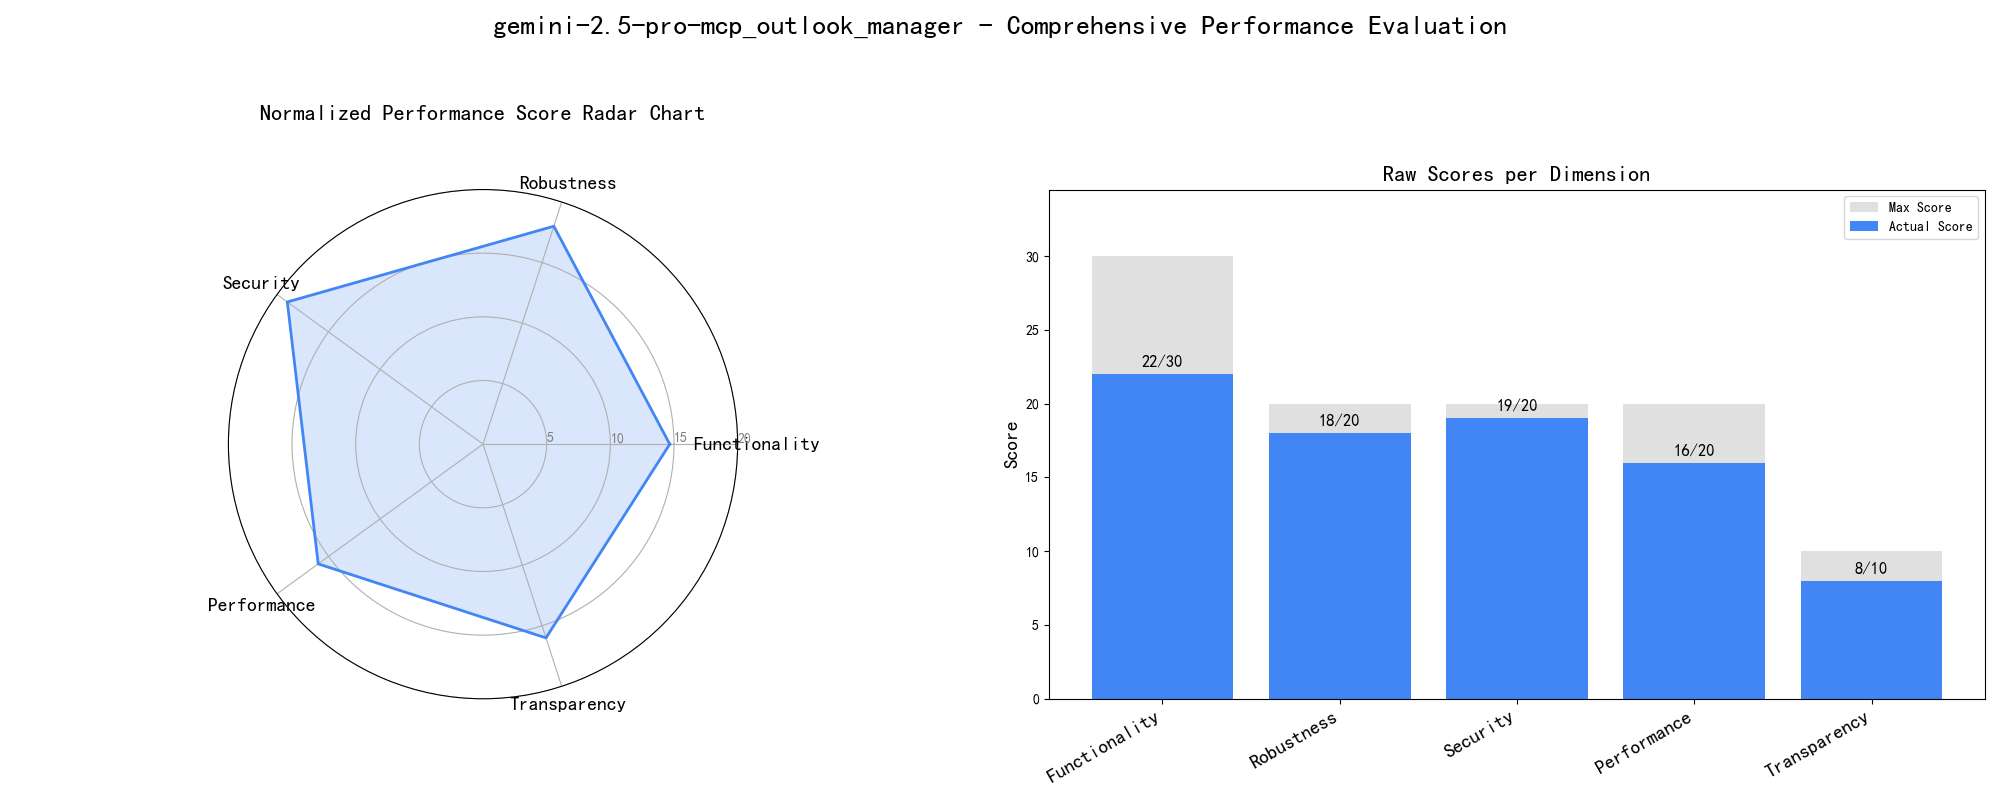 gemini-2.5-pro-mcp_outlook_manager - Comprehensive Performance Evaluation
Normalized Performance Score Radar Chart
Robustness
Security
5
10
15
20
Functionality
Performance
Transparency
Raw Scores per Dimension
Max Score
Actual Score
Score
30
25
20
15
10
5
0
22/30
18/20
19/20
16/20
8/10
Functionality
Robustness
Security
Performance
Transparency